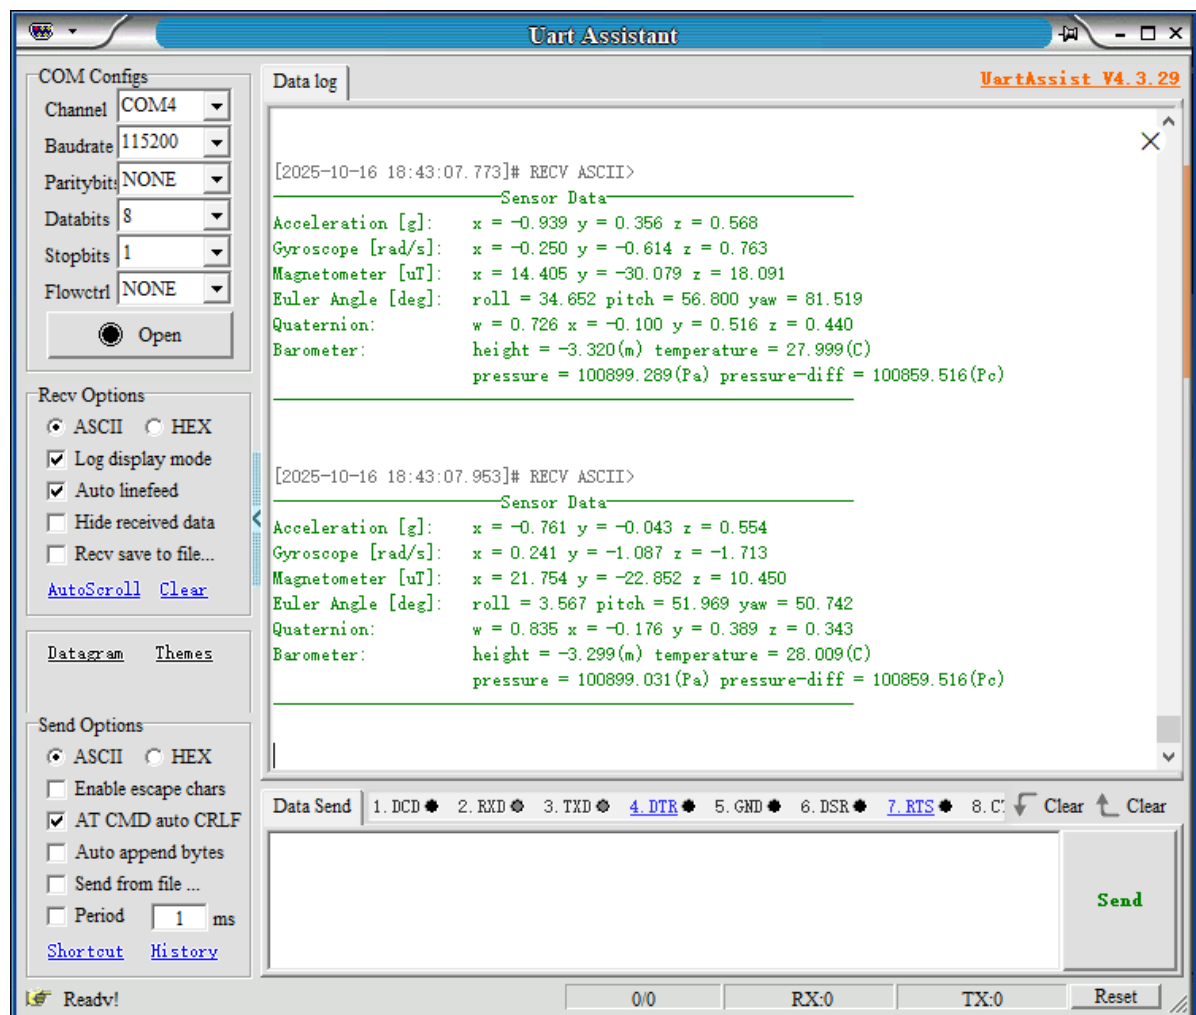 Uart Assistant
COM Configs
Channel COM4
Baudrate 115200
Paritybits NONE
Databits 8
Stopbits 1
Flowctrl NONE
Open
Recv Options
ASCII HEX
Log display mode
Auto linefeed
Hide received data
Recv save to file...
AutoScroll Clear
Datagram Themes
Send Options
ASCII HEX
Enable escape chars
AT CMD auto CRLF
Auto append bytes
Send from file ...
Period 1 ms
Shortcut History
Data log
UartAssist V4.3.29
[2025-10-16 18:43:07.773]# RECV ASCII>
Sensor Data
Acceleration [g]: x = -0.939 y = 0.356 z = 0.568
Gyroscope [rad/s]: x = -0.250 y = -0.614 z = 0.763
Magnetometer [uT]: x = 14.405 y = -30.079 z = 18.091
Euler Angle [deg]: roll = 34.652 pitch = 56.800 yaw = 81.519
Quaternion: w = 0.726 x = -0.100 y = 0.516 z = 0.440
Barometer: height = -3.320(m) temperature = 27.999(C)
pressure = 100899.289(Pa) pressure-diff = 100859.516(Pc)
[2025-10-16 18:43:07.953]# RECV ASCII>
Sensor Data
Acceleration [g]: x = -0.761 y = -0.043 z = 0.554
Gyroscope [rad/s]: x = 0.241 y = -1.087 z = -1.713
Magnetometer [uT]: x = 21.754 y = -22.852 z = 10.450
Euler Angle [deg]: roll = 3.567 pitch = 51.969 yaw = 50.742
Quaternion: w = 0.835 x = -0.176 y = 0.389 z = 0.343
Barometer: height = -3.299(m) temperature = 28.009(C)
pressure = 100899.031(Pa) pressure-diff = 100859.516(Pc)
Data Send 1.DCD 2.RXD 3.TXD 4.DTR 5.GND 6.DSR 7.RTS 8.C Clear Clear
Send
Ready! 0/0 RX:0 TX:0 Reset